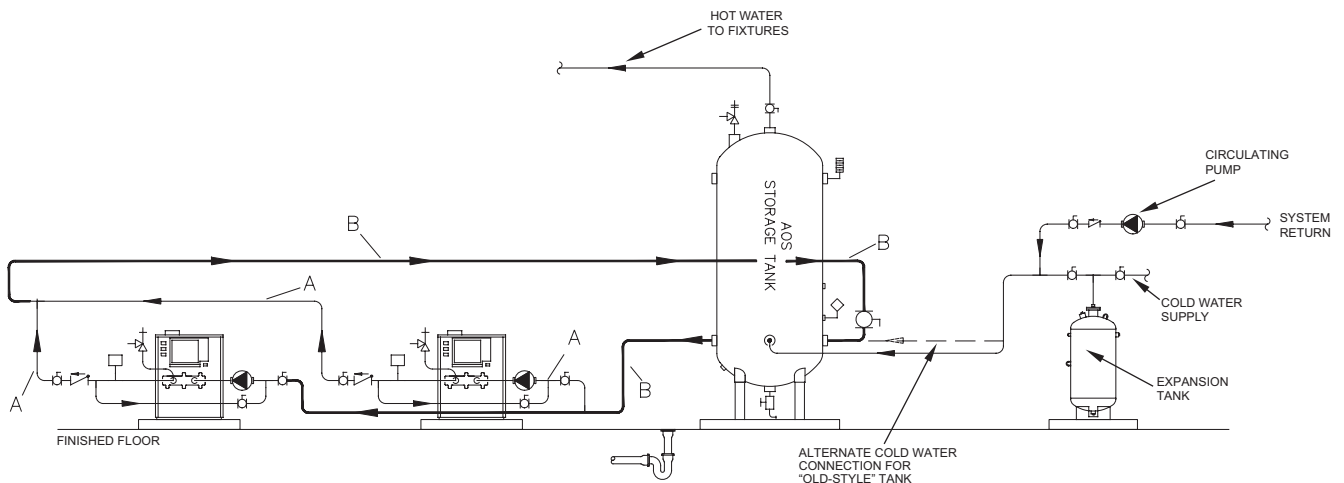 HOT WATER
TO FIXTURES
CIRCULATING
PUMP
SYSTEM
RETURN
AOS
STORAGE TANK
B
B
A
COLD WATER
SUPPLY
A
A
B
EXPANSION
TANK
FINISHED FLOOR
ALTERNATE COLD WATER
CONNECTION FOR
"OLD-STYLE" TANK